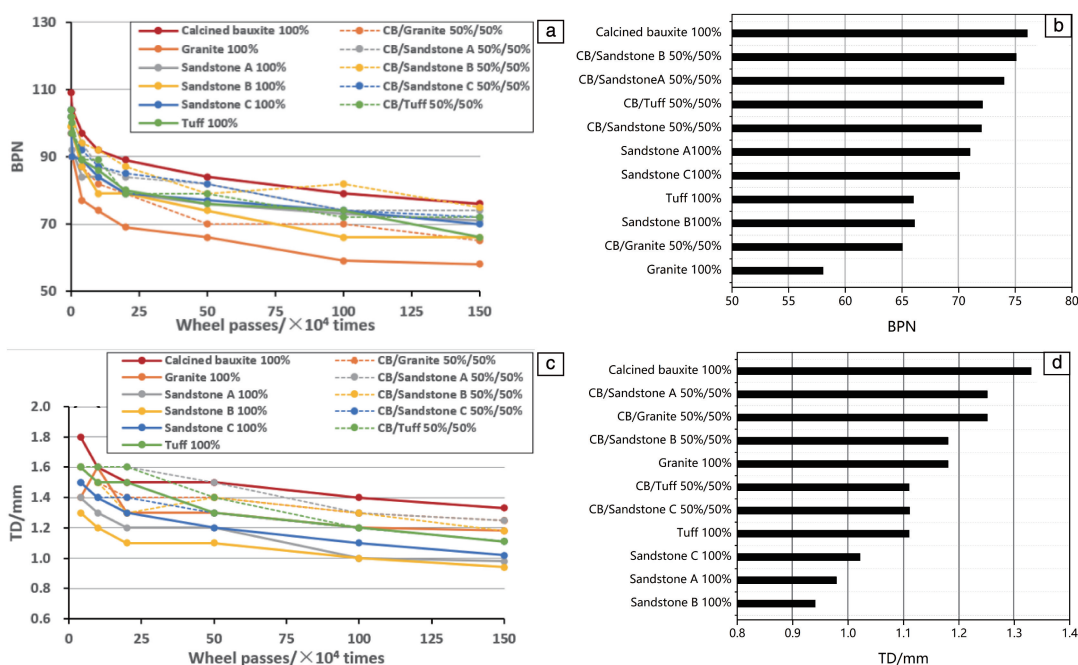 a
130
110
90
70
50
BPN
Calcined bauxite 100%
Granite 100%
Sandstone A 100%
Sandstone B 100%
Sandstone C 100%
Tuff 100%
CB/Granite 50%/50%
CB/Sandstone A 50%/50%
CB/Sandstone B 50%/50%
CB/Sandstone C 50%/50%
CB/Tuff 50%/50%
0 25 50 75 100 125 150
Wheel passes/×10⁴ times
b
Calcined bauxite 100%
CB/Sandstone B 50%/50%
CB/SandstoneA 50%/50%
CB/Tuff 50%/50%
CB/Sandstone 50%/50%
Sandstone A100%
Sandstone C100%
Tuff 100%
Sandstone B100%
CB/Granite 50%/50%
Granite 100%
50 55 60 65 70 75 80
BPN
c
Calcined bauxite 100%
Granite 100%
Sandstone A 100%
Sandstone B 100%
Sandstone C 100%
Tuff 100%
CB/Granite 50%/50%
CB/Sandstone A 50%/50%
CB/Sandstone B 50%/50%
CB/Sandstone C 50%/50%
CB/Tuff 50%/50%
2.0
1.8
1.6
1.4
1.2
1.0
0.8
0.6
TD/mm
0 25 50 75 100 125 150
Wheel passes/×10⁴ times
d
Calcined bauxite 100%
CB/Sandstone A 50%/50%
CB/Granite 50%/50%
CB/Sandstone B 50%/50%
Granite 100%
CB/Tuff 50%/50%
CB/Sandstone C 50%/50%
Tuff 100%
Sandstone C 100%
Sandstone A 100%
Sandstone B 100%
0.8 0.9 1.0 1.1 1.2 1.3 1.4
TD/mm